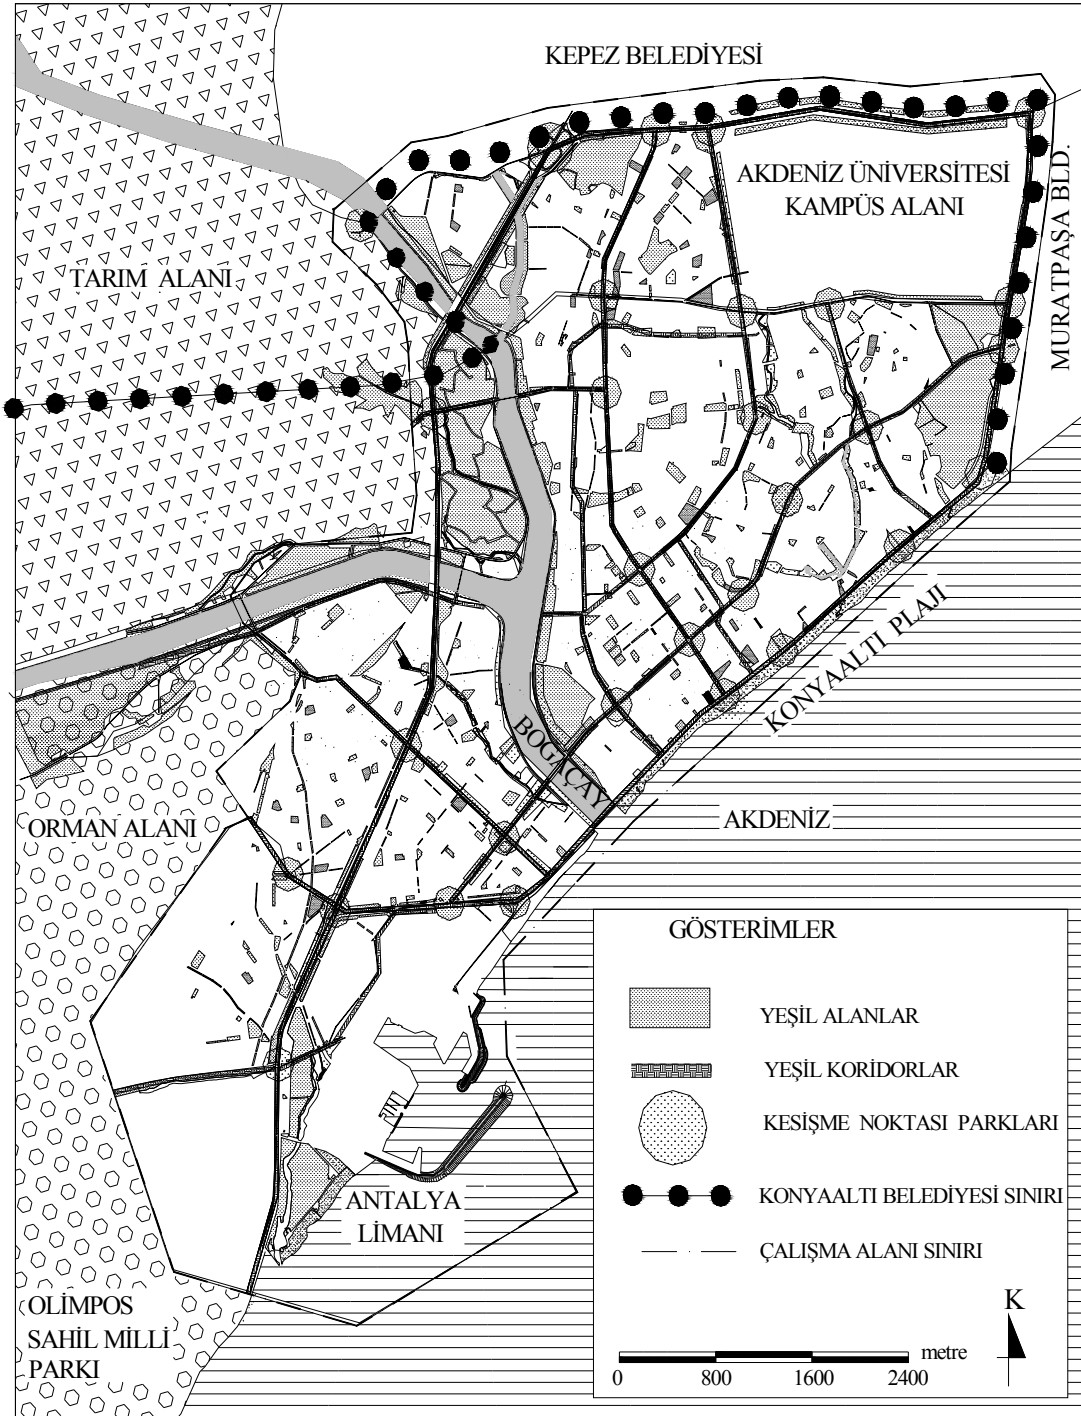 KEPEZ BELEDİYESİ
AKDENİZ ÜNİVERSİTESİ
KAMPÜS ALANI
MURATPAŞA BLD.
TARIM ALANI
KONYAALTI PLAJI
BOĞAÇAY
ORMAN ALANI
AKDENİZ
ANTALYA
LİMANI
OLİMPOS
SAHİL MİLLİ
PARKI
GÖSTERİMLER
YEŞİL ALANLAR
YEŞİL KORİDORLAR
KESİŞME NOKTASI PARKLARI
KONYAALTI BELEDİYESİ SINIRI
ÇALIŞMA ALANI SINIRI
K
metre
0 800 1600 2400